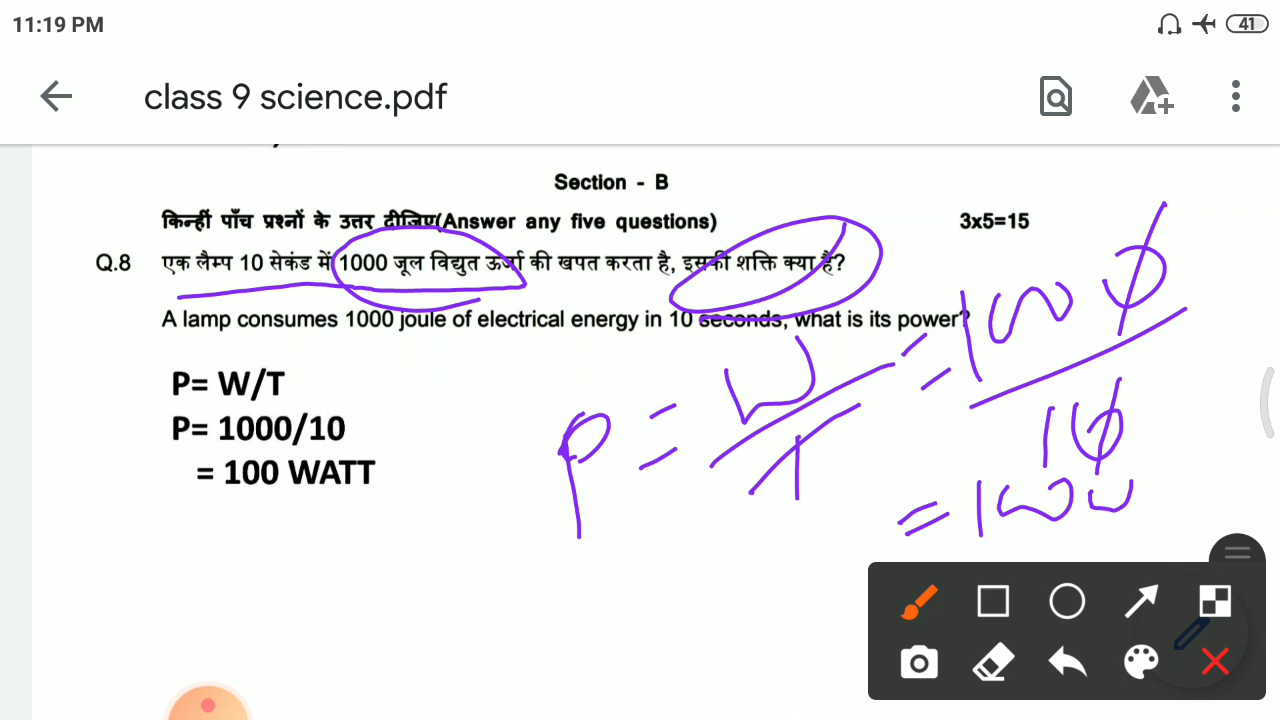 11:19 PM
41
class 9 science.pdf
Section - B
किन्हीं पाँच प्रश्नों के उत्तर दीजिए(Answer any five questions) 3x5=15
Q.8 एक लैम्प 10 सेकंड में 1000 जूल विद्युत ऊर्जा की खपत करता है, इसकी शक्ति क्या है?
A lamp consumes 1000 joule of electrical energy in 10 seconds, what is its power?
P= W/T
P= 1000/10
= 100 WATT
P = W/T = 1000/10
= 100